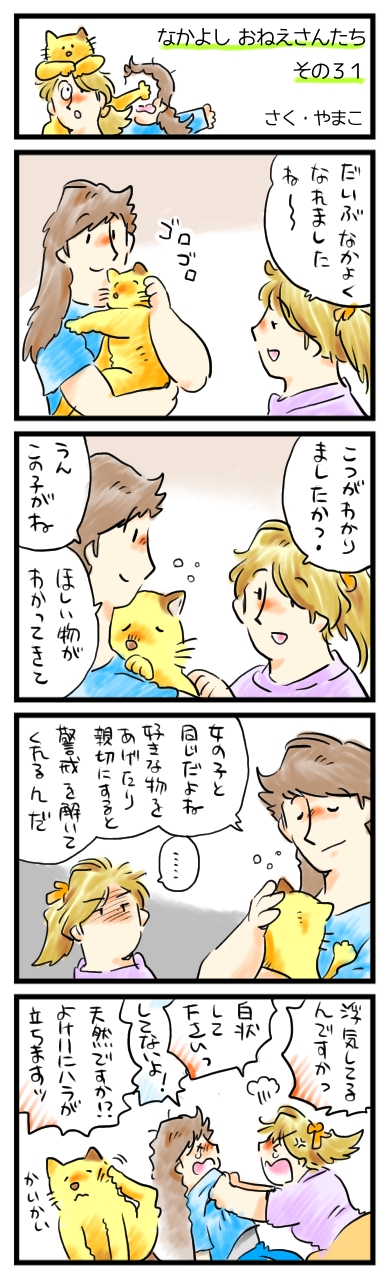 なかよし おねえさんたち
その31
さく・やまこ
だいぶなかよく
なれました
ね〜
ゴロ
ゴロ
こつがわかり
ましたか?
うん
この子がね
ほしい物が
わかってきて
女の子と
同じだよね
好きな物を
あげたり
親切にすると
警戒を解いて
くれるんだ
……
浮気してる
んですかっ
白状
して
下さいっ
してないよ!
天然ですか!?
よけいにハラが
立ちますッ
かいかい